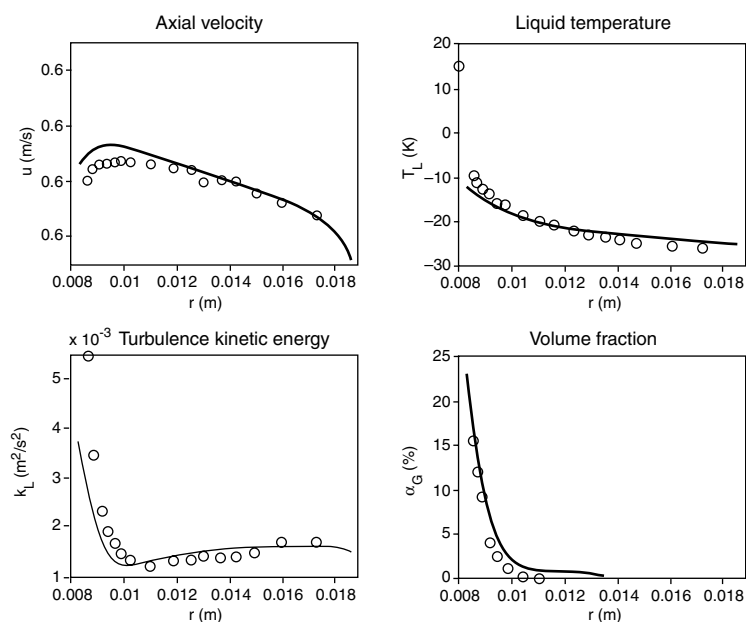 Axial velocity
0.6
0.6
0.6
0.6
u (m/s)
0.008 0.01 0.012 0.014 0.016 0.018
r (m)
Liquid temperature
20
15
10
0
−10
−20
−30
T_L (K)
0.008 0.01 0.012 0.014 0.016 0.018
r (m)
x 10⁻³ Turbulence kinetic energy
5
4
3
2
1
k_L (m²/s²)
0.008 0.01 0.012 0.014 0.016 0.018
r (m)
Volume fraction
25
20
15
10
5
0
α_G (%)
0.008 0.01 0.012 0.014 0.016 0.018
r (m)